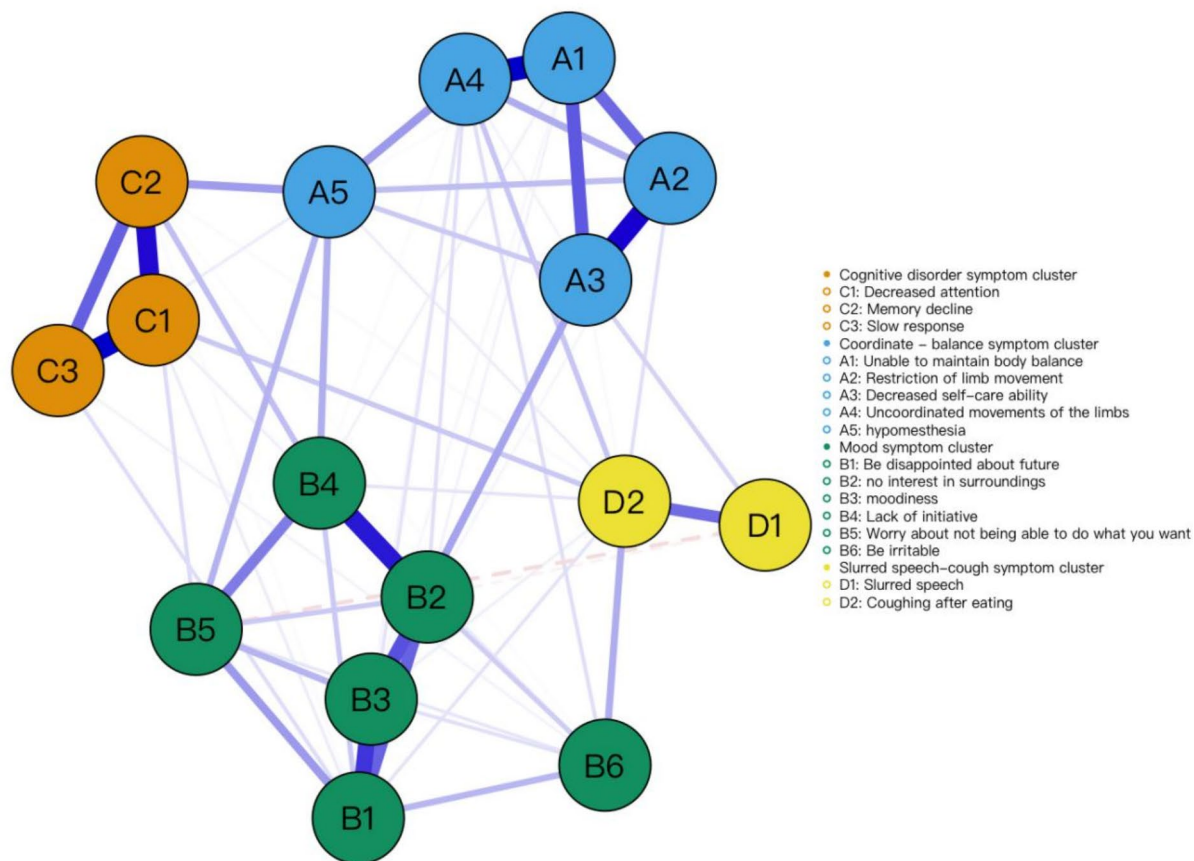 A1
A4
C2
A2
A5
A3
C1
C3
B4
D2
D1
B2
B5
B3
B6
B1
Cognitive disorder symptom cluster
C1: Decreased attention
C2: Memory decline
C3: Slow response
Coordinate – balance symptom cluster
A1: Unable to maintain body balance
A2: Restriction of limb movement
A3: Decreased self–care ability
A4: Uncoordinated movements of the limbs
A5: hypomesthesia
Mood symptom cluster
B1: Be disappointed about future
B2: no interest in surroundings
B3: moodiness
B4: Lack of initiative
B5: Worry about not being able to do what you want
B6: Be irritable
Slurred speech–cough symptom cluster
D1: Slurred speech
D2: Coughing after eating